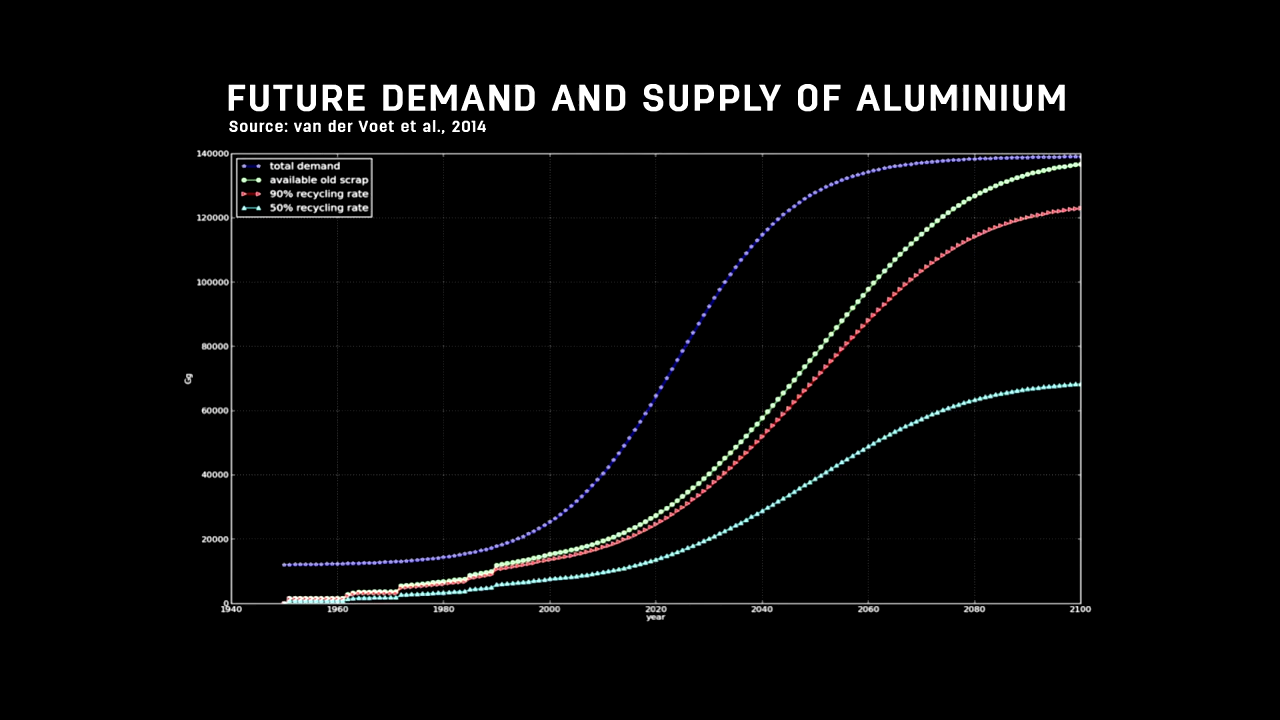 FUTURE DEMAND AND SUPPLY OF ALUMINIUM
Source: van der Voet et al., 2014
total demand
available old scrap
90% recycling rate
50% recycling rate
140000
120000
100000
80000
60000
40000
20000
0
Gg
1940 1960 1980 2000 2020 2040 2060 2080 2100
year